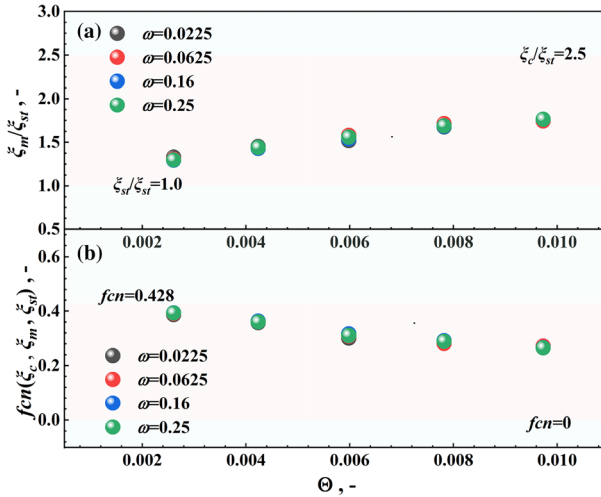 (a)
ω=0.0225
ω=0.0625
ω=0.16
ω=0.25
ξc/ξst=2.5
ξst/ξst=1.0
ξm/ξst , -
3.0
2.5
2.0
1.5
1.0
0.5
0.002 0.004 0.006 0.008 0.010
(b)
fcn=0.428
ω=0.0225
ω=0.0625
ω=0.16
ω=0.25
fcn=0
fcn(ξc , ξm , ξst) , -
0.6
0.4
0.2
0.0
0.002 0.004 0.006 0.008 0.010
Θ , -